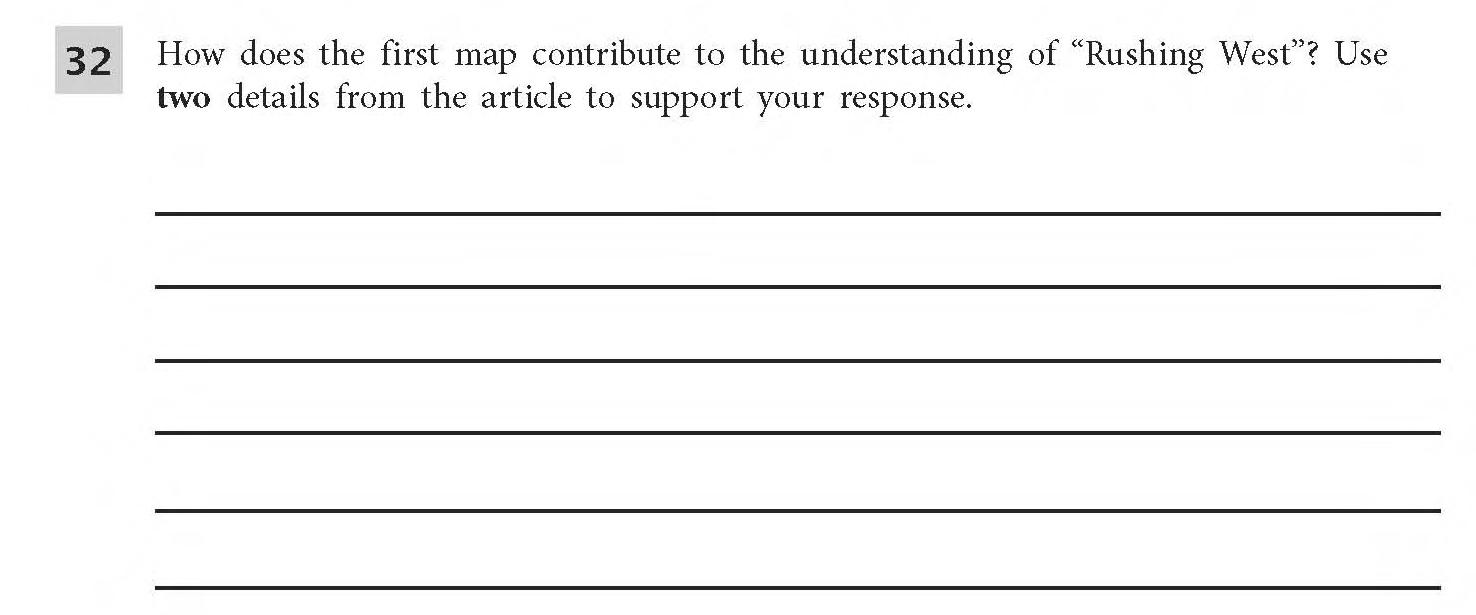 32 How does the first map contribute to the understanding of “Rushing West”? Use
two details from the article to support your response.